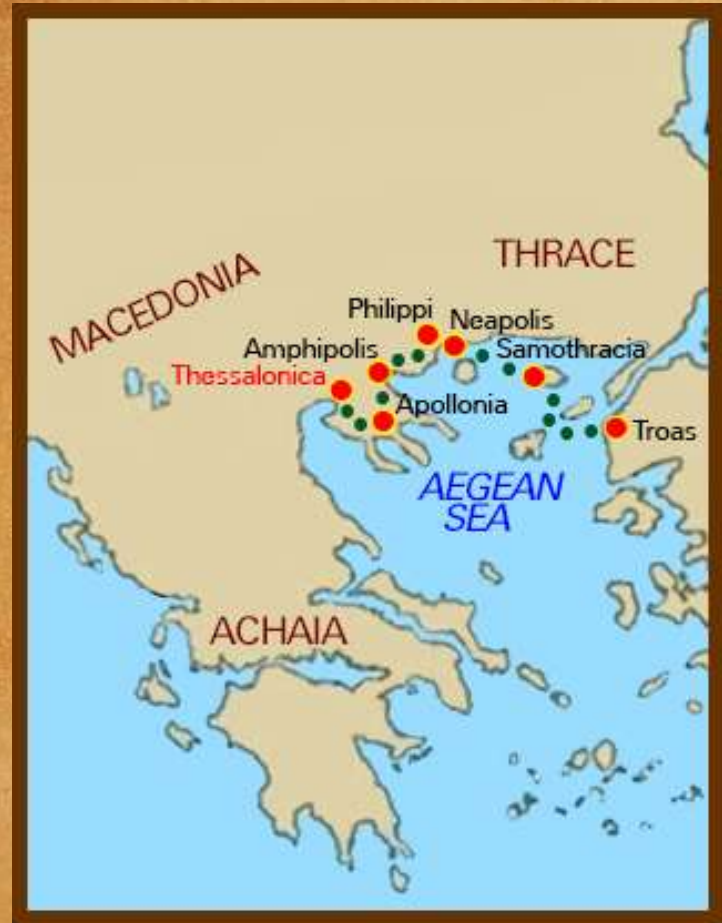 THRACE
MACEDONIA
Philippi
Neapolis
Amphipolis
Samothracia
Thessalonica
Apollonia
Troas
AEGEAN
SEA
ACHAIA